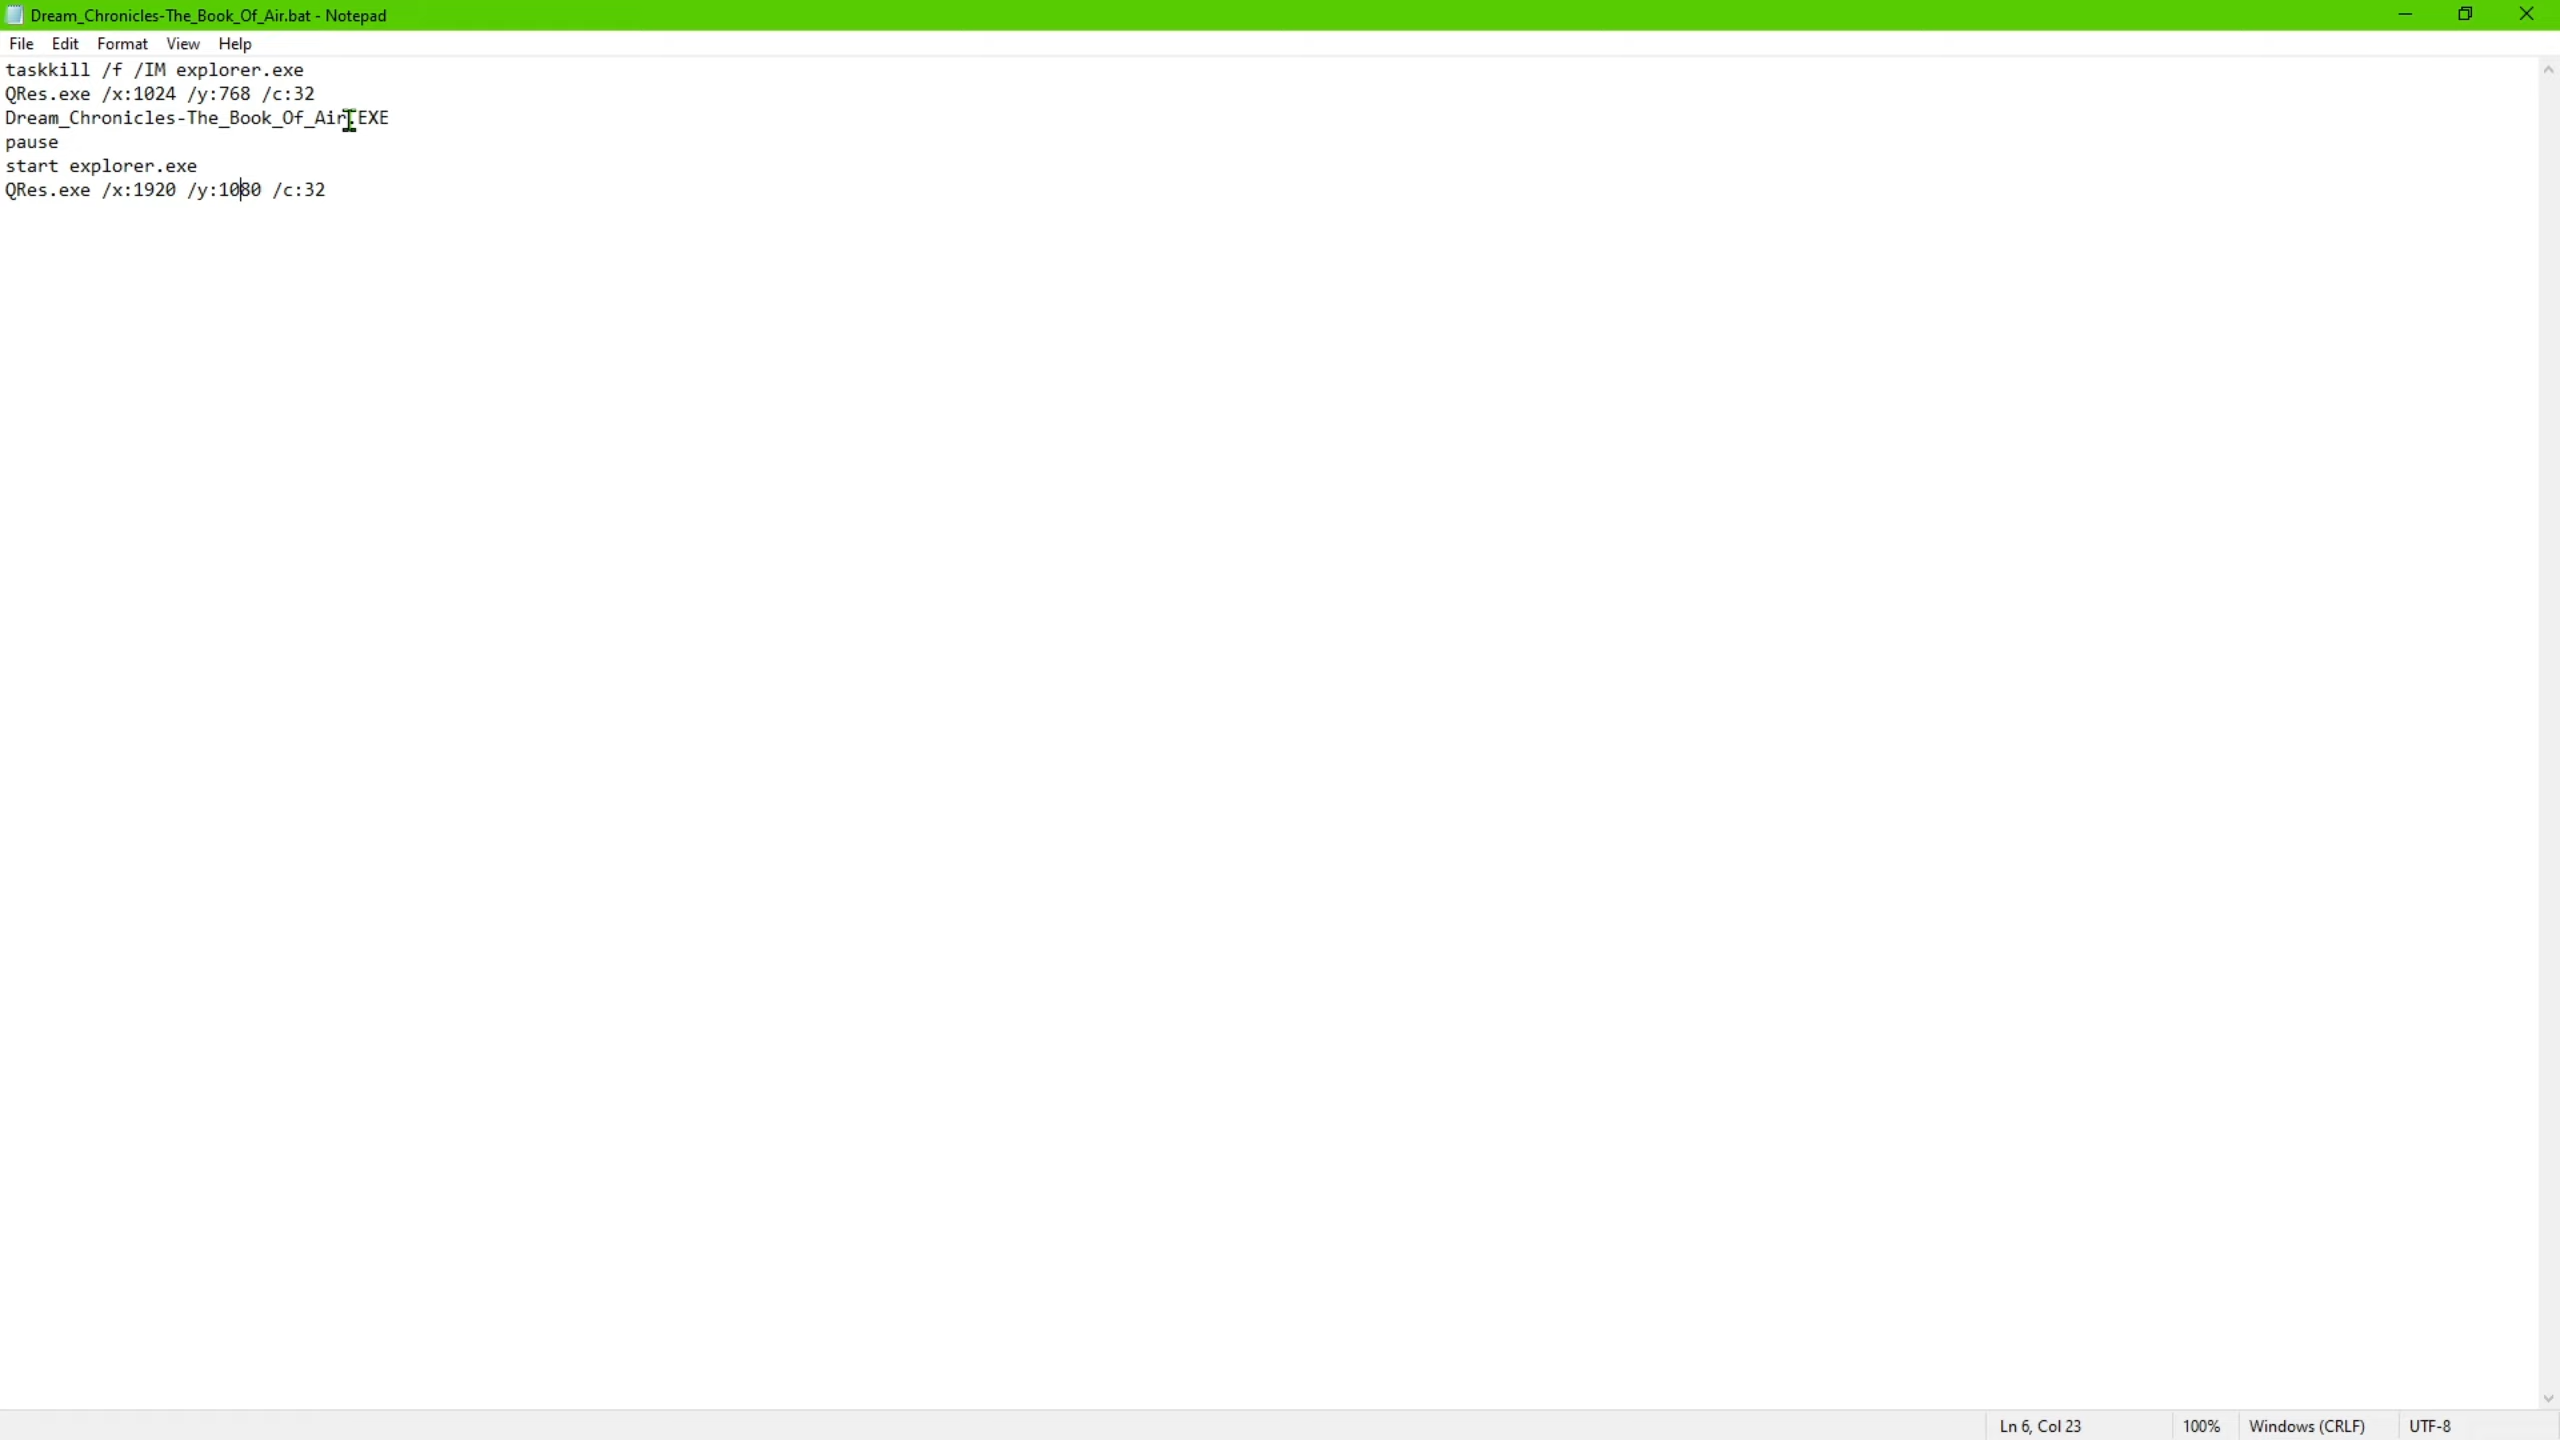 Dream_Chronicles-The_Book_Of_Air.bat - Notepad
File Edit Format View Help
taskkill /f /IM explorer.exe
QRes.exe /x:1024 /y:768 /c:32
Dream_Chronicles-The_Book_Of_Air.EXE
pause
start explorer.exe
QRes.exe /x:1920 /y:1080 /c:32
Ln 6, Col 23 100% Windows (CRLF) UTF-8